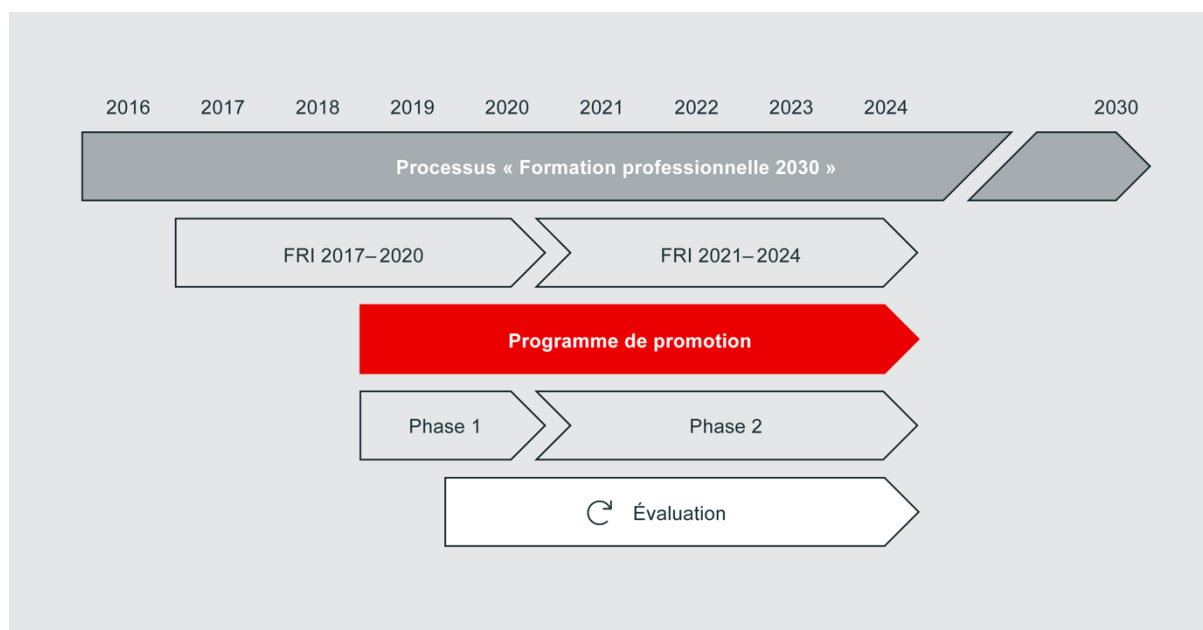 2016 2017 2018 2019 2020 2021 2022 2023 2024 2030
Processus « Formation professionnelle 2030 »
FRI 2017–2020 FRI 2021–2024
Programme de promotion
Phase 1 Phase 2
Évaluation